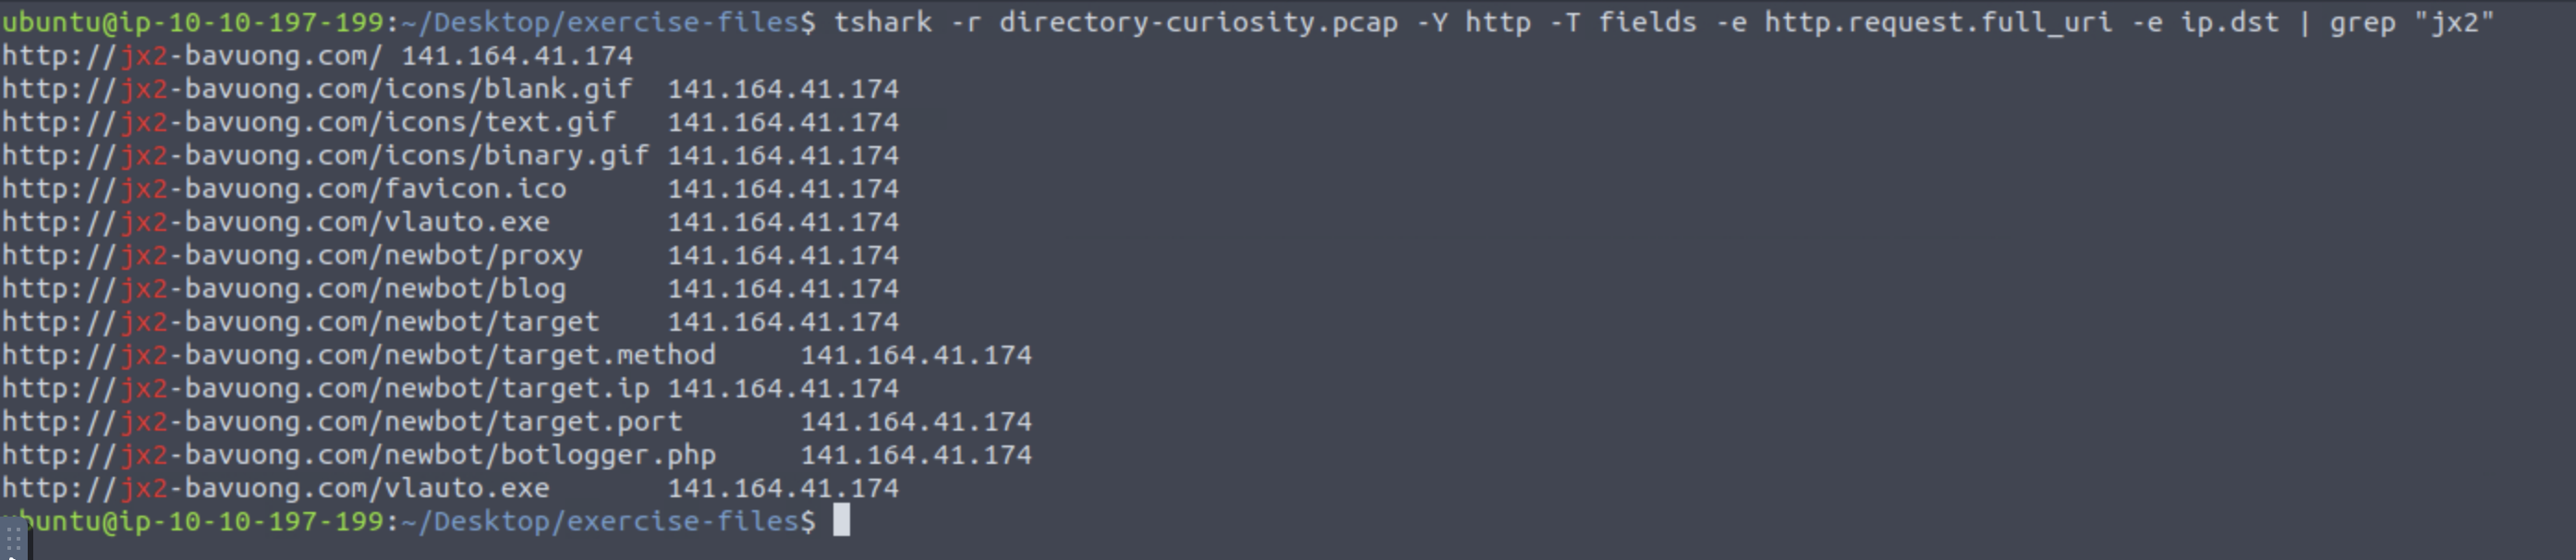 ubuntu@ip-10-10-197-199:~/Desktop/exercise-files$ tshark -r directory-curiosity.pcap -Y http -T fields -e http.request.full_uri -e ip.dst | grep "jx2"
http://jx2-bavuong.com/ 141.164.41.174
http://jx2-bavuong.com/icons/blank.gif 141.164.41.174
http://jx2-bavuong.com/icons/text.gif 141.164.41.174
http://jx2-bavuong.com/icons/binary.gif 141.164.41.174
http://jx2-bavuong.com/favicon.ico 141.164.41.174
http://jx2-bavuong.com/vlauto.exe 141.164.41.174
http://jx2-bavuong.com/newbot/proxy 141.164.41.174
http://jx2-bavuong.com/newbot/blog 141.164.41.174
http://jx2-bavuong.com/newbot/target 141.164.41.174
http://jx2-bavuong.com/newbot/target.method 141.164.41.174
http://jx2-bavuong.com/newbot/target.ip 141.164.41.174
http://jx2-bavuong.com/newbot/target.port 141.164.41.174
http://jx2-bavuong.com/newbot/botlogger.php 141.164.41.174
http://jx2-bavuong.com/vlauto.exe 141.164.41.174
ubuntu@ip-10-10-197-199:~/Desktop/exercise-files$